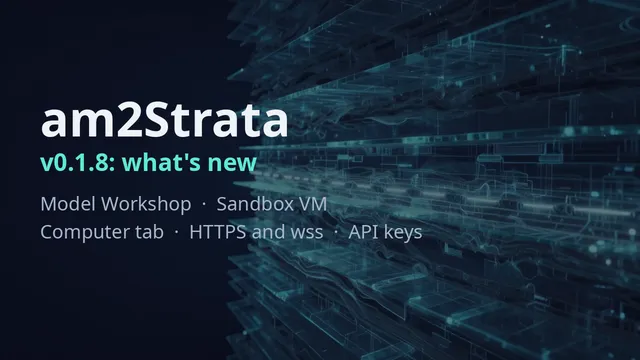 am2Strata
v0.1.8: what's new
Model Workshop · Sandbox VM
Computer tab · HTTPS and wss · API keys